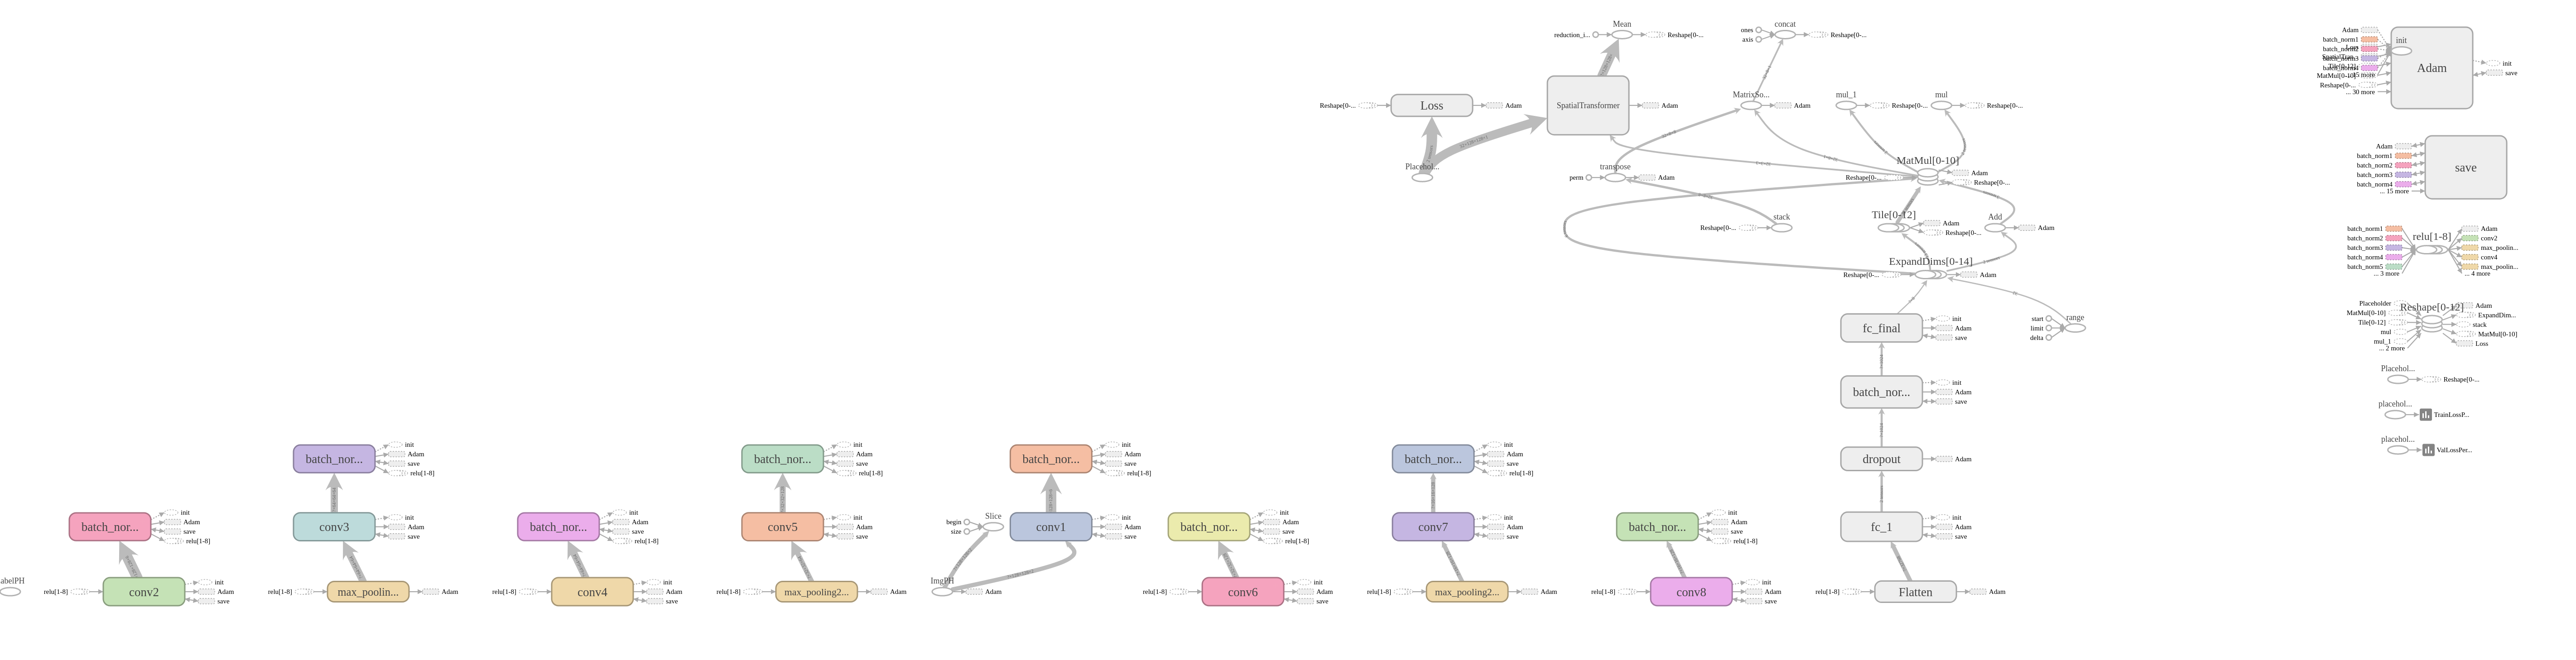 Mean
reduction_i...
Reshape[0-...
concat
ones
axis
Reshape[0-...
Loss
Reshape[0-...
Adam
SpatialTransformer
Adam
MatrixSo...
Adam
mul_1
Reshape[0-...
mul
Reshape[0-...
Placehol...
transpose
perm
Adam
MatMul[0-10]
Reshape[0-...
Adam
Reshape[0-...
stack
Reshape[0-...
Tile[0-12]
Adam
Reshape[0-...
Add
Adam
ExpandDims[0-14]
Reshape[0-...
Adam
fc_final
init
Adam
save
range
start
limit
delta
batch_nor...
init
Adam
save
dropout
Adam
fc_1
init
Adam
save
Flatten
relu[1-8]
Adam
abelPH
batch_nor...
init
Adam
save
relu[1-8]
conv2
relu[1-8]
init
Adam
save
batch_nor...
init
Adam
save
relu[1-8]
conv3
init
Adam
save
max_poolin...
relu[1-8]
Adam
batch_nor...
init
Adam
save
relu[1-8]
conv4
relu[1-8]
init
Adam
save
batch_nor...
init
Adam
save
relu[1-8]
conv5
init
Adam
save
max_pooling2...
relu[1-8]
Adam
batch_nor...
init
Adam
save
relu[1-8]
Slice
begin
size
conv1
init
Adam
save
ImgPH
Adam
batch_nor...
init
Adam
save
relu[1-8]
conv6
relu[1-8]
init
Adam
save
batch_nor...
init
Adam
save
relu[1-8]
conv7
init
Adam
save
max_pooling2...
relu[1-8]
Adam
batch_nor...
init
Adam
save
relu[1-8]
conv8
relu[1-8]
init
Adam
save
Adam
init
Adam
batch_norm1
MatMul[0-10]
Reshape[0-...
... 30 more
init
save
save
Adam
batch_norm1
batch_norm2
batch_norm3
batch_norm4
... 15 more
relu[1-8]
batch_norm1
batch_norm2
batch_norm3
batch_norm4
batch_norm5
... 3 more
Adam
conv2
max_poolin...
conv4
max_poolin...
... 4 more
Reshape[0-12]
Placeholder
MatMul[0-10]
Tile[0-12]
mul
mul_1
... 2 more
Adam
ExpandDim...
stack
MatMul[0-10]
Loss
Placehol...
Reshape[0-...
placehol...
TrainLossP...
placehol...
ValLossPer...